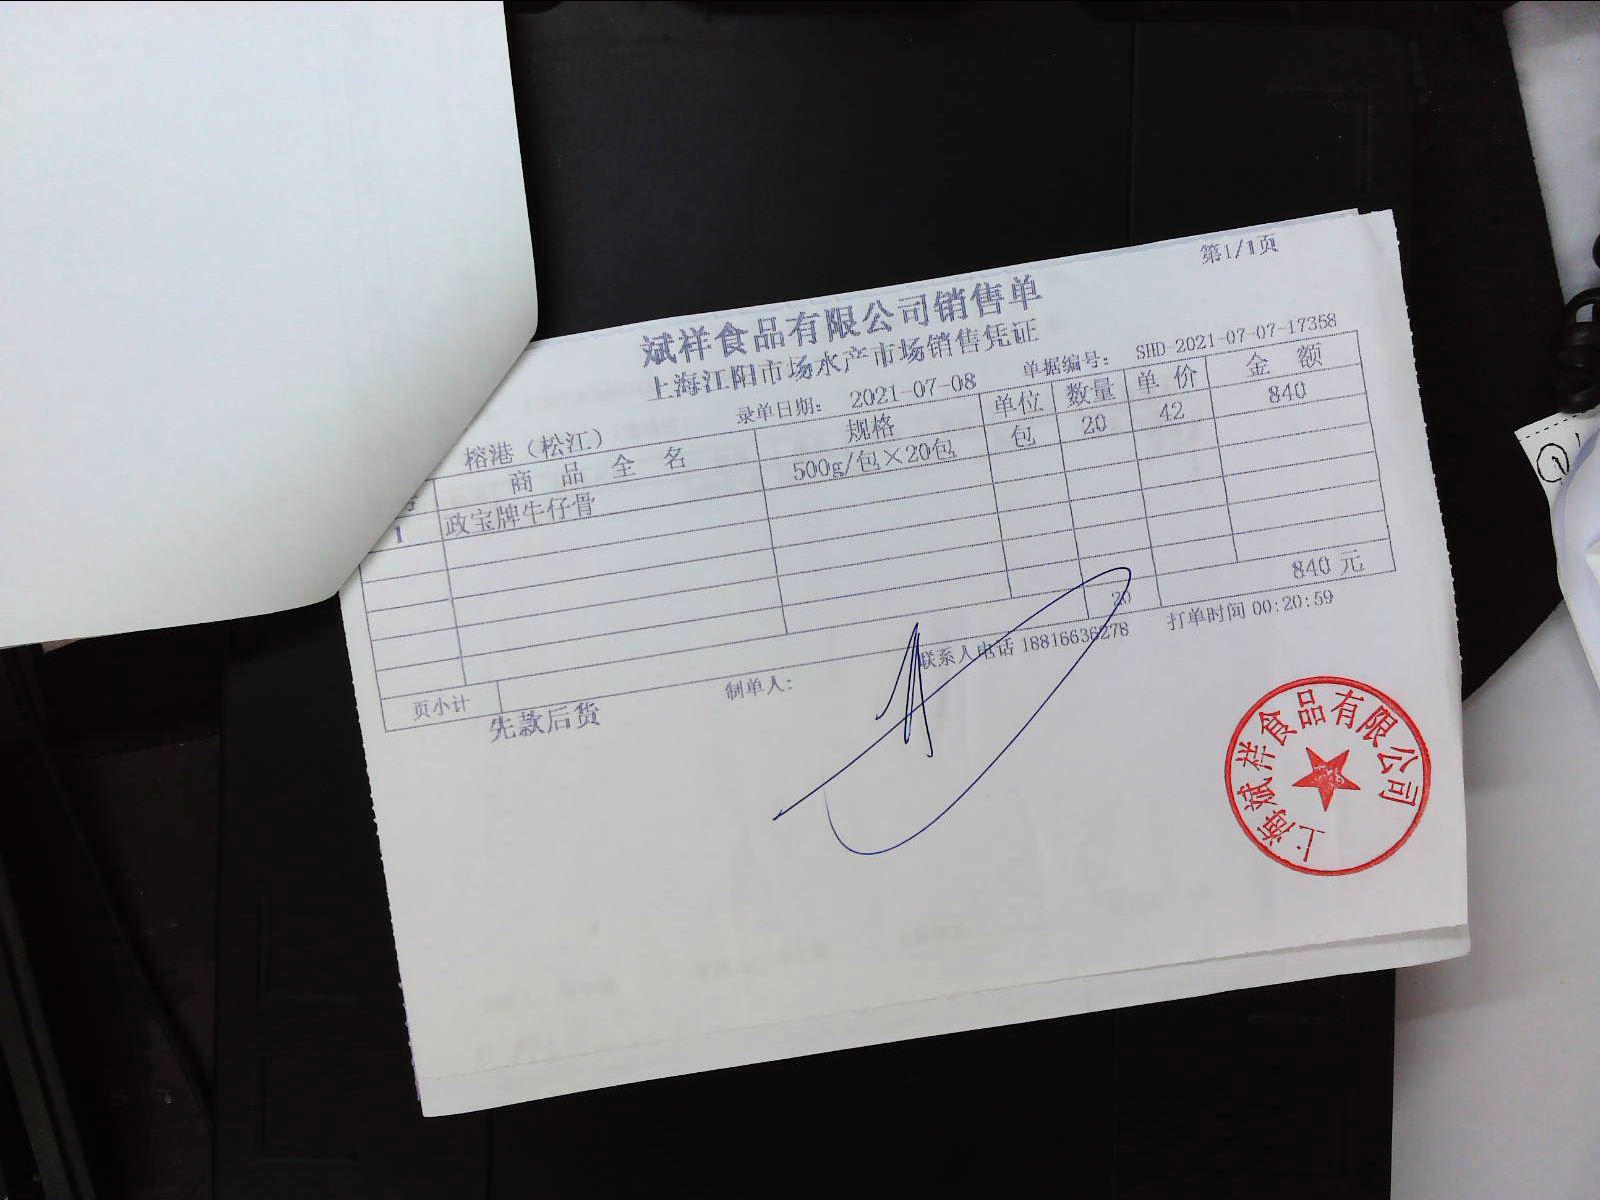 第1/1页
斌祥食品有限公司销售单
上海江阳市场水产市场销售凭证
榕港（松江） 录单日期： 2021-07-08 单据编号： SHD-2021-07-07-17358
商品全名 规格 单位 数量 单价 金额
1 政宝牌牛仔骨 500g/包×20包 包 20 42 840
页小计 20 840 元
先款后货 制单人： 联系人电话 18816636278 打单时间 00:20:59
上海斌祥食品有限公司